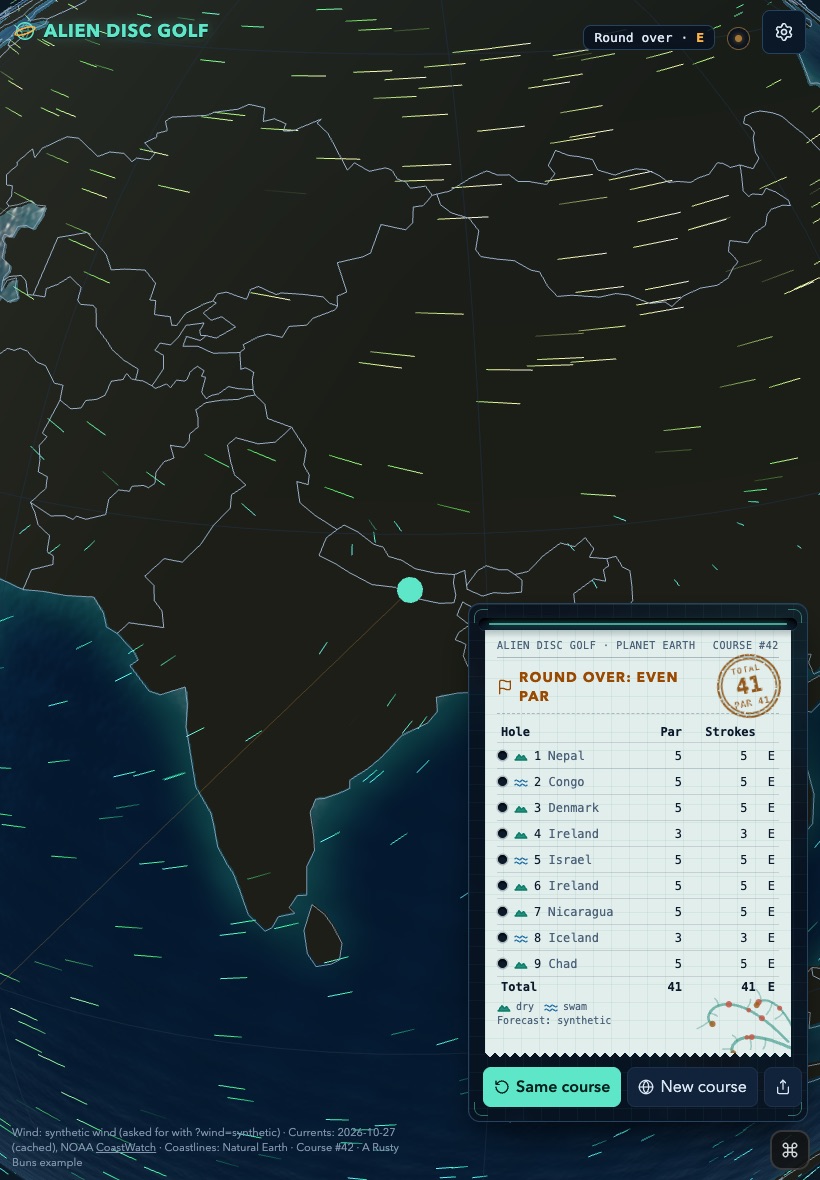 ALIEN DISC GOLF
Round over · E
ALIEN DISC GOLF · PLANET EARTH COURSE #42
ROUND OVER: EVEN
PAR
TOTAL
41
PAR 41
Hole Par Strokes
1 Nepal 5 5 E
2 Congo 5 5 E
3 Denmark 5 5 E
4 Ireland 3 3 E
5 Israel 5 5 E
6 Ireland 5 5 E
7 Nicaragua 5 5 E
8 Iceland 3 3 E
9 Chad 5 5 E
Total 41 41 E
dry swam
Forecast: synthetic
Same course New course
Wind: synthetic wind (asked for with ?wind=synthetic) · Currents: 2026-10-27
(cached), NOAA CoastWatch · Coastlines: Natural Earth · Course #42 · A Rusty
Buns example
⌘